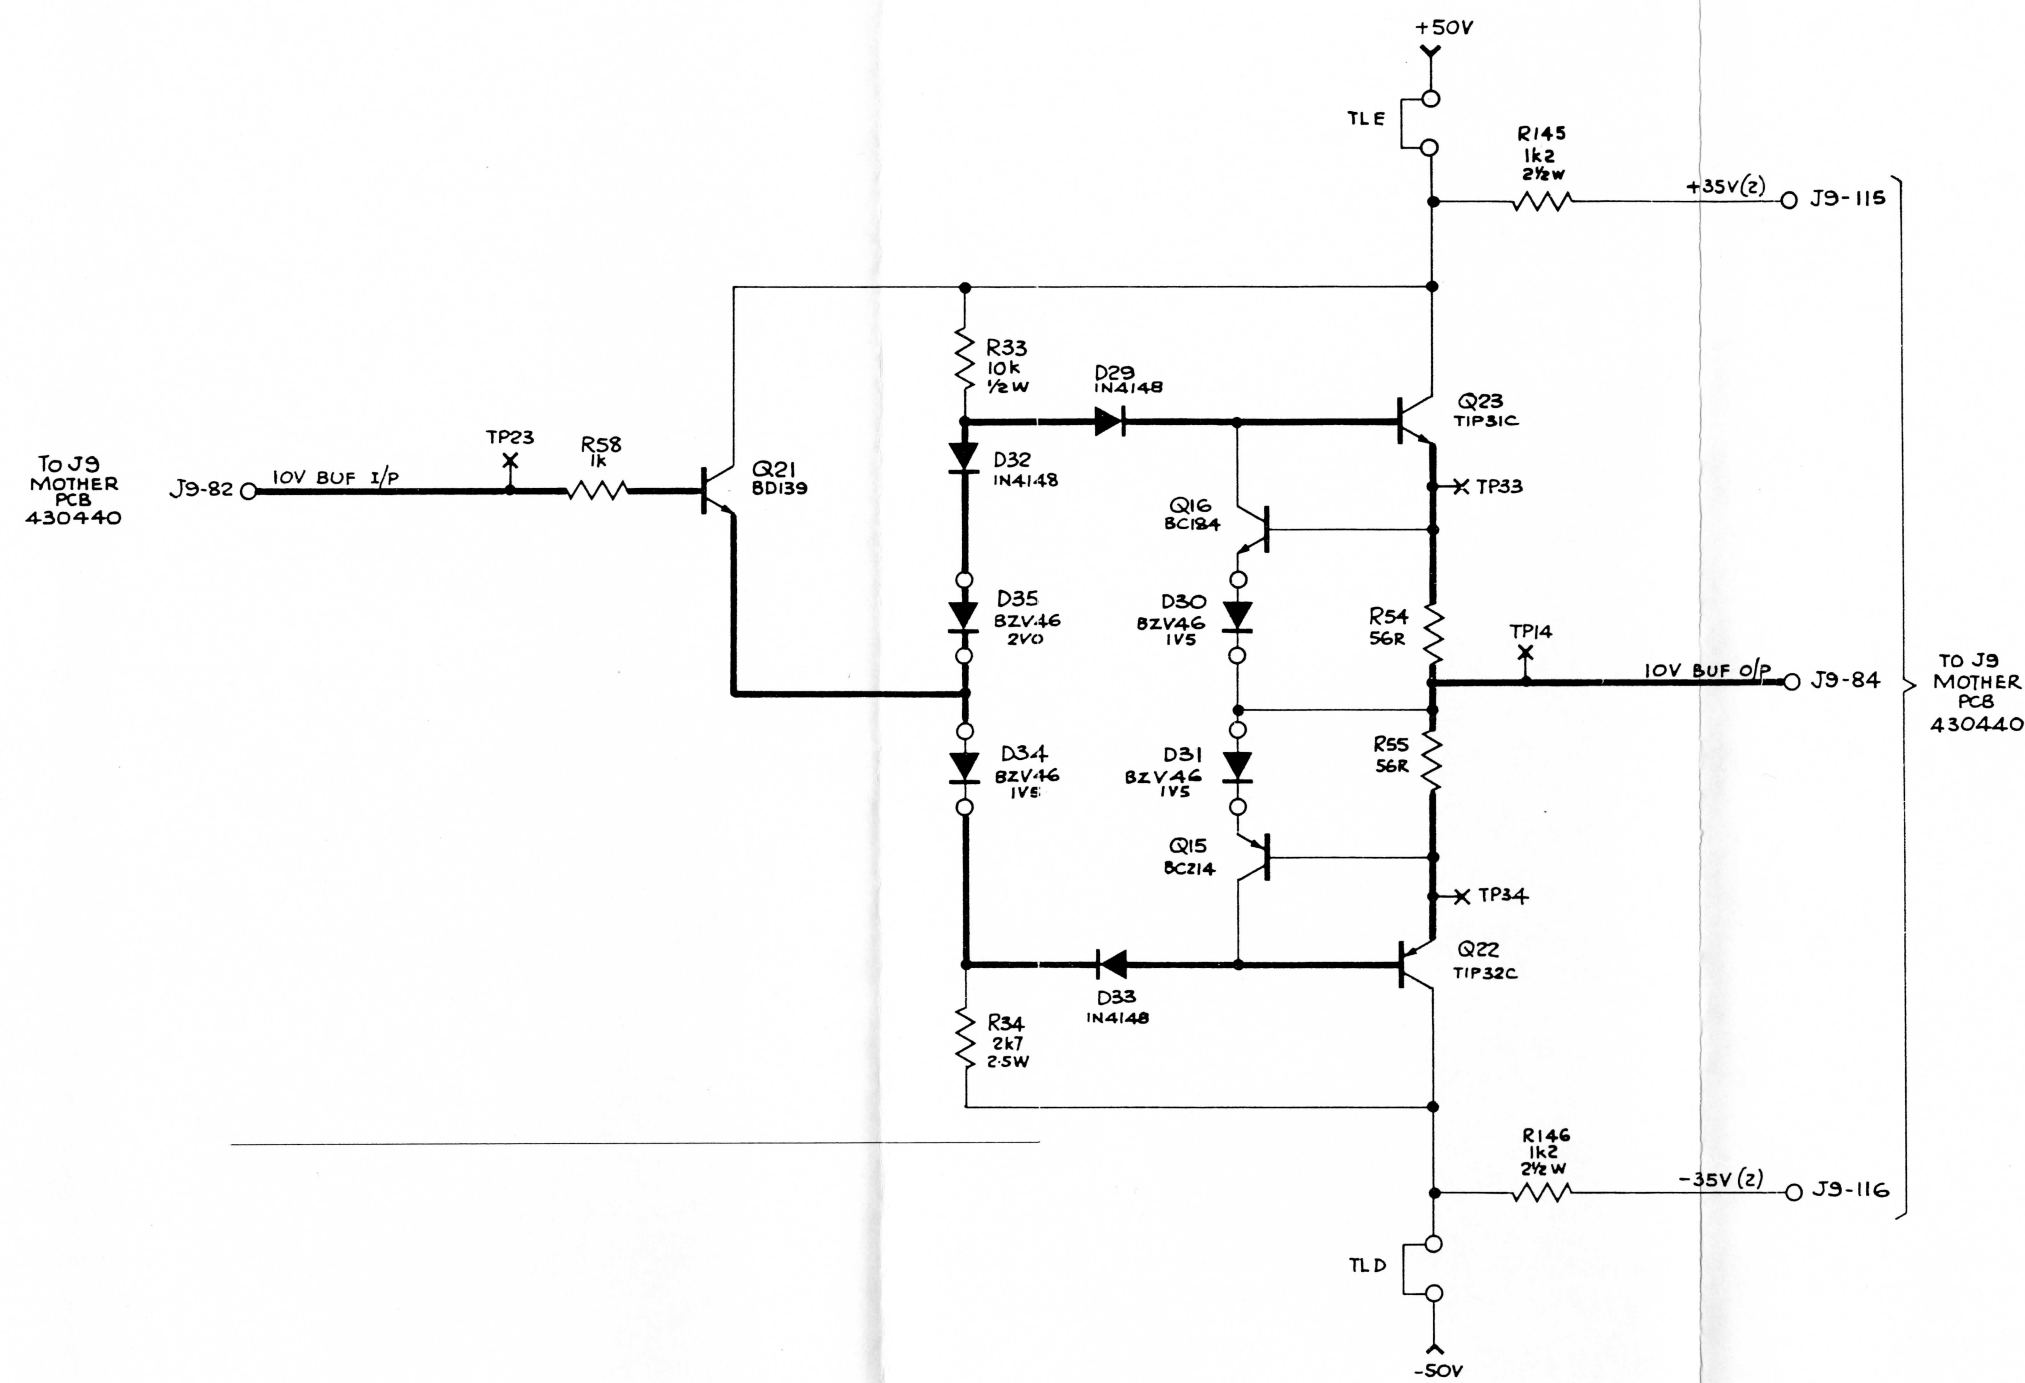 +50V
TLE
R145
1k2
2½W
+35V(2)
J9-115
R33
10k
½W
D29
IN4148
Q23
TIP31C
TP23
R58
1k
TO J9
MOTHER
PCB
430440
J9-82
10V BUF I/P
Q21
BD139
D32
IN4148
TP33
Q16
BC184
D35
BZV46
2V0
D30
BZV46
1V5
R54
56R
TP14
10V BUF O/P
J9-84
TO J9
MOTHER
PCB
430440
D34
BZV46
1V5
D31
BZV46
1V5
R55
56R
Q15
BC214
TP34
Q22
TIP32C
D33
IN4148
R34
2k7
2.5W
R146
1k2
2½W
-35V(2)
J9-116
TLD
-50V